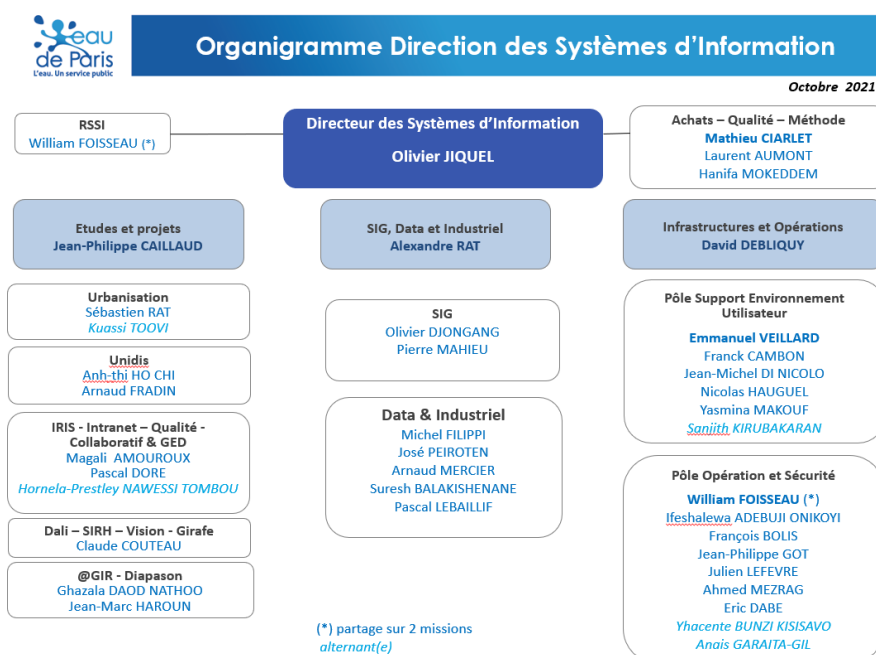 eau
de Paris
L'eau. Un service public
Organigramme Direction des Systèmes d'Information
Octobre 2021
RSSI
William FOISSEAU (*)
Directeur des Systèmes d'Information
Olivier JIQUEL
Achats – Qualité – Méthode
Mathieu CIARLET
Laurent AUMONT
Hanifa MOKEDDEM
Etudes et projets
Jean-Philippe CAILLAUD
SIG, Data et Industriel
Alexandre RAT
Infrastructures et Opérations
David DEBLIQUY
Urbanisation
Sébastien RAT
Kuassi TOOVI
Unidis
Anh-thi HO CHI
Arnaud FRADIN
IRIS - Intranet – Qualité -
Collaboratif & GED
Magali AMOUROUX
Pascal DORE
Hornela-Prestley NAWESSI TOMBOU
Dali – SIRH – Vision - Girafe
Claude COUTEAU
@GIR - Diapason
Ghazala DAOD NATHOO
Jean-Marc HAROUN
SIG
Olivier DJONGANG
Pierre MAHIEU
Data & Industriel
Michel FILIPPI
José PEIROTEN
Arnaud MERCIER
Suresh BALAKISHENANE
Pascal LEBAILLIF
(*) partage sur 2 missions
alternant(e)
Pôle Support Environnement
Utilisateur
Emmanuel VEILLARD
Franck CAMBON
Jean-Michel DI NICOLO
Nicolas HAUGUEL
Yasmina MAKOUF
Sanjith KIRUBAKARAN
Pôle Opération et Sécurité
William FOISSEAU (*)
Ifeshalewa ADEBUJI ONIKOYI
François BOLIS
Jean-Philippe GOT
Julien LEFEVRE
Ahmed MEZRAG
Eric DABE
Yhacente BUNZI KISISAVO
Anais GARAITA-GIL